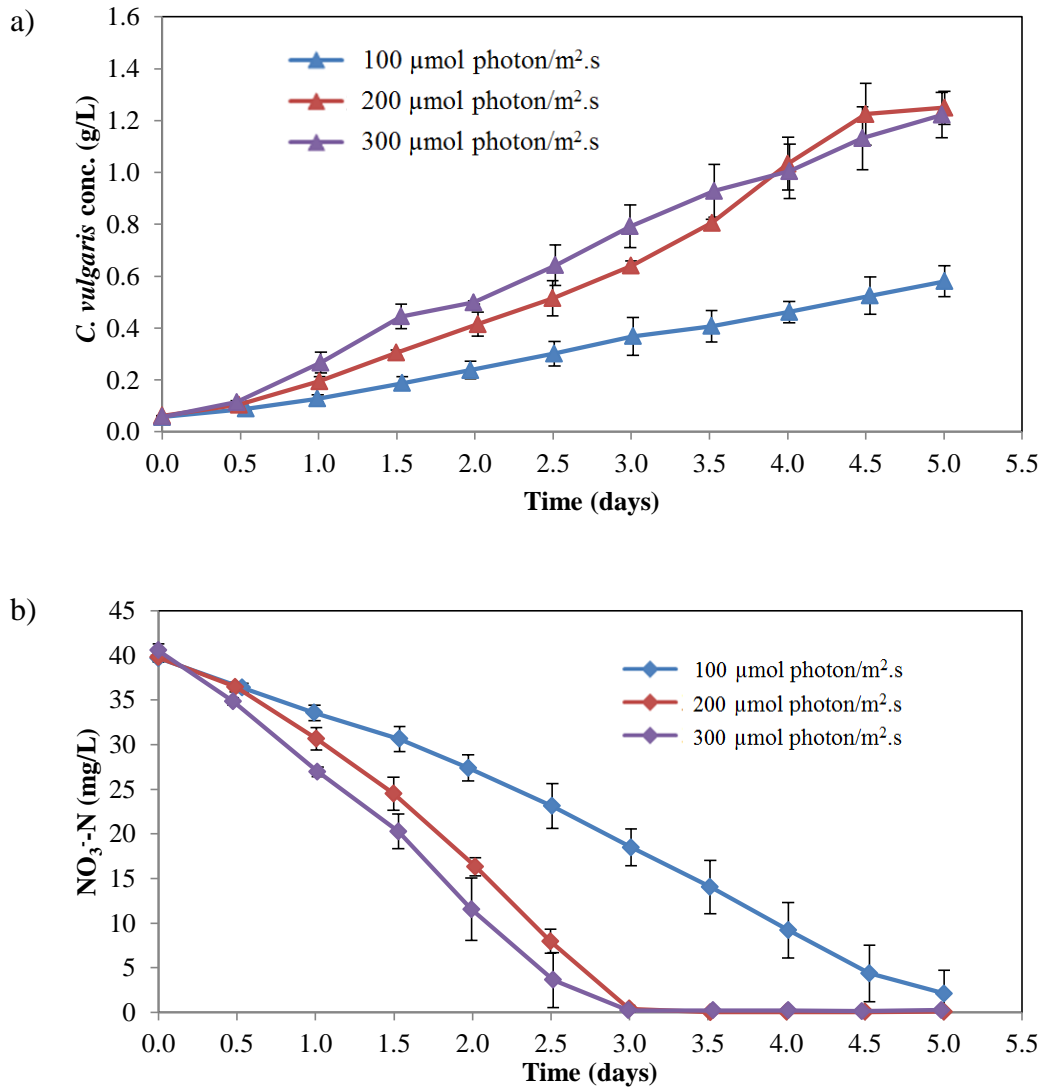 a)
1.6
1.4
1.2
1.0
0.8
0.6
0.4
0.2
0.0
C. vulgaris conc. (g/L)
100 µmol photon/m².s
200 µmol photon/m².s
300 µmol photon/m².s
0.0 0.5 1.0 1.5 2.0 2.5 3.0 3.5 4.0 4.5 5.0 5.5
Time (days)
b)
45
40
35
30
25
20
15
10
5
0
NO₃⁻-N (mg/L)
100 µmol photon/m².s
200 µmol photon/m².s
300 µmol photon/m².s
0.0 0.5 1.0 1.5 2.0 2.5 3.0 3.5 4.0 4.5 5.0 5.5
Time (days)